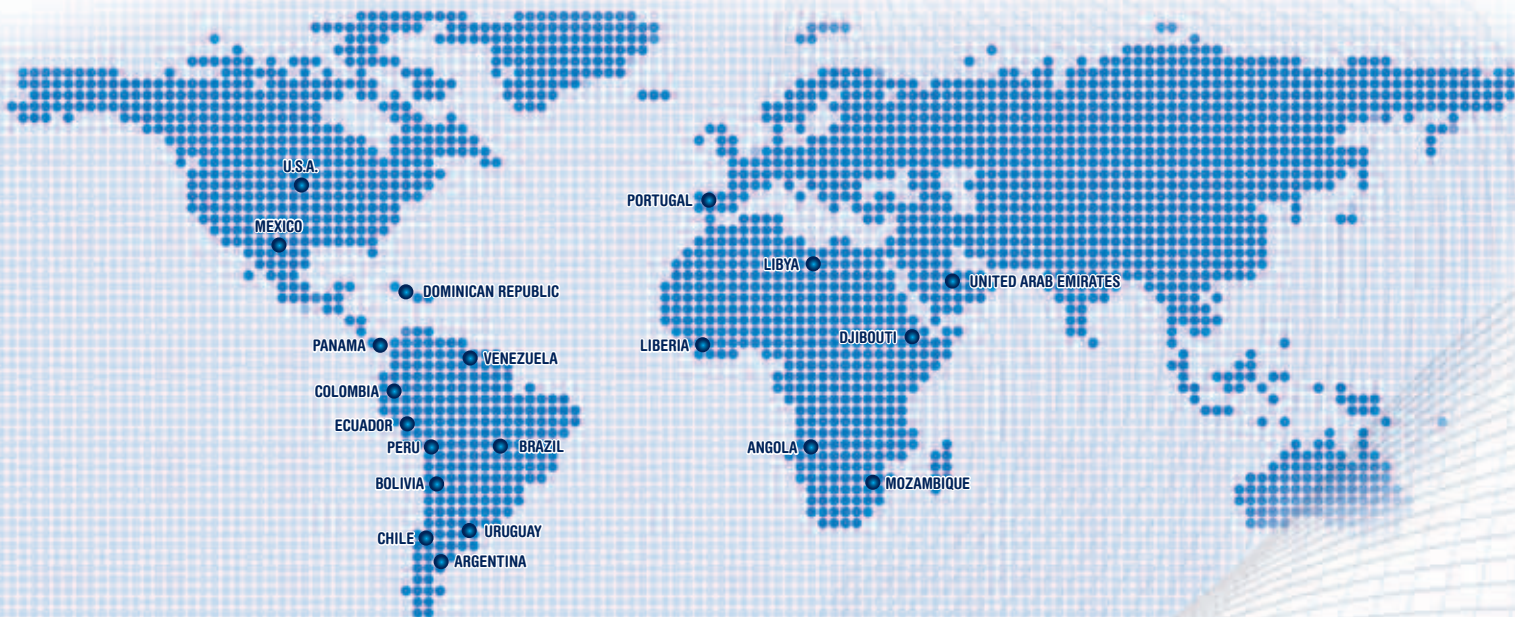 U.S.A.
MEXICO
PORTUGAL
LIBYA
UNITED ARAB EMIRATES
DOMINICAN REPUBLIC
PANAMA
VENEZUELA
LIBERIA
DJIBOUTI
COLOMBIA
ECUADOR
PERÚ
BRAZIL
ANGOLA
BOLIVIA
MOZAMBIQUE
CHILE
URUGUAY
ARGENTINA